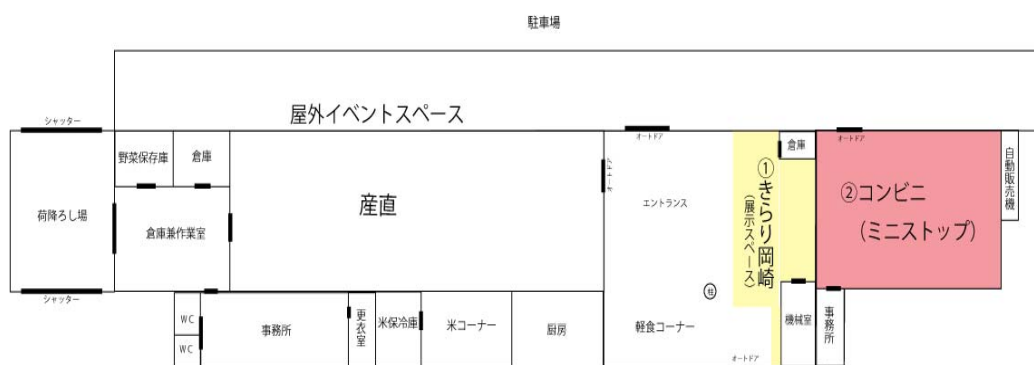 駐車場
屋外イベントスペース
シャッター
オートドア
オートドア
野菜保存庫
倉庫
倉庫
自動販売機
オートドア
荷降ろし場
産直
エントランス
①きらり岡崎
(展示スペース)
②コンビニ
(ミニストップ)
倉庫兼作業室
シャッター
柱
WC
WC
事務所
更衣室
米保冷庫
米コーナー
厨房
軽食コーナー
機械室
事務所
オートドア